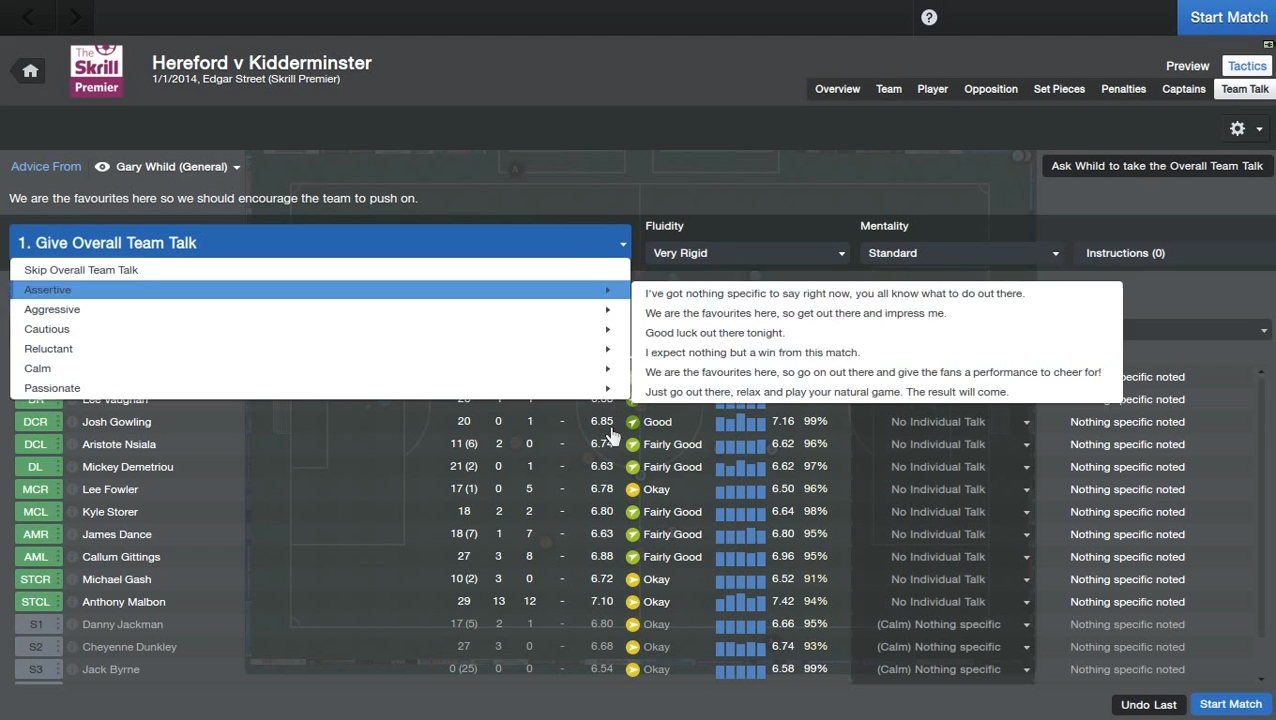 Start Match
The
Skrill
Premier
Hereford v Kidderminster
1/1/2014, Edgar Street (Skrill Premier)
Preview Tactics
Overview Team Player Opposition Set Pieces Penalties Captains Team Talk
Advice From Gary Whild (General)
Ask Whild to take the Overall Team Talk
We are the favourites here so we should encourage the team to push on.
1. Give Overall Team Talk
Fluidity Mentality
Very Rigid Standard Instructions (0)
Skip Overall Team Talk
Assertive
Aggressive
Cautious
Reluctant
Calm
Passionate
I've got nothing specific to say right now, you all know what to do out there.
We are the favourites here, so get out there and impress me.
Good luck out there tonight.
I expect nothing but a win from this match.
We are the favourites here, so go on out there and give the fans a performance to cheer for!
Just go out there, relax and play your natural game. The result will come.
pecific noted
specific noted
DCR Josh Gowling 20 0 1 - 6.85 Good 7.16 99% No Individual Talk Nothing specific noted
DCL Aristote Nsiala 11 (6) 2 0 - 6.74 Fairly Good 6.62 96% No Individual Talk Nothing specific noted
DL Mickey Demetriou 21 (2) 0 1 - 6.63 Fairly Good 6.62 97% No Individual Talk Nothing specific noted
MCR Lee Fowler 17 (1) 0 5 - 6.78 Okay 6.50 96% No Individual Talk Nothing specific noted
MCL Kyle Storer 18 2 2 - 6.80 Fairly Good 6.64 98% No Individual Talk Nothing specific noted
AMR James Dance 18 (7) 1 7 - 6.63 Fairly Good 6.80 95% No Individual Talk Nothing specific noted
AML Callum Gittings 27 3 8 - 6.88 Fairly Good 6.96 95% No Individual Talk Nothing specific noted
STCR Michael Gash 10 (2) 3 0 - 6.72 Okay 6.52 91% No Individual Talk Nothing specific noted
STCL Anthony Malbon 29 13 12 - 7.10 Okay 7.42 94% No Individual Talk Nothing specific noted
S1 Danny Jackman 17 (5) 2 1 - 6.80 Okay 6.66 95% (Calm) Nothing specific Nothing specific noted
S2 Cheyenne Dunkley 27 3 0 - 6.68 Okay 6.74 93% (Calm) Nothing specific Nothing specific noted
S3 Jack Byrne 0 (25) 0 0 - 6.54 Okay 6.58 99% (Calm) Nothing specific Nothing specific noted
Undo Last Start Match